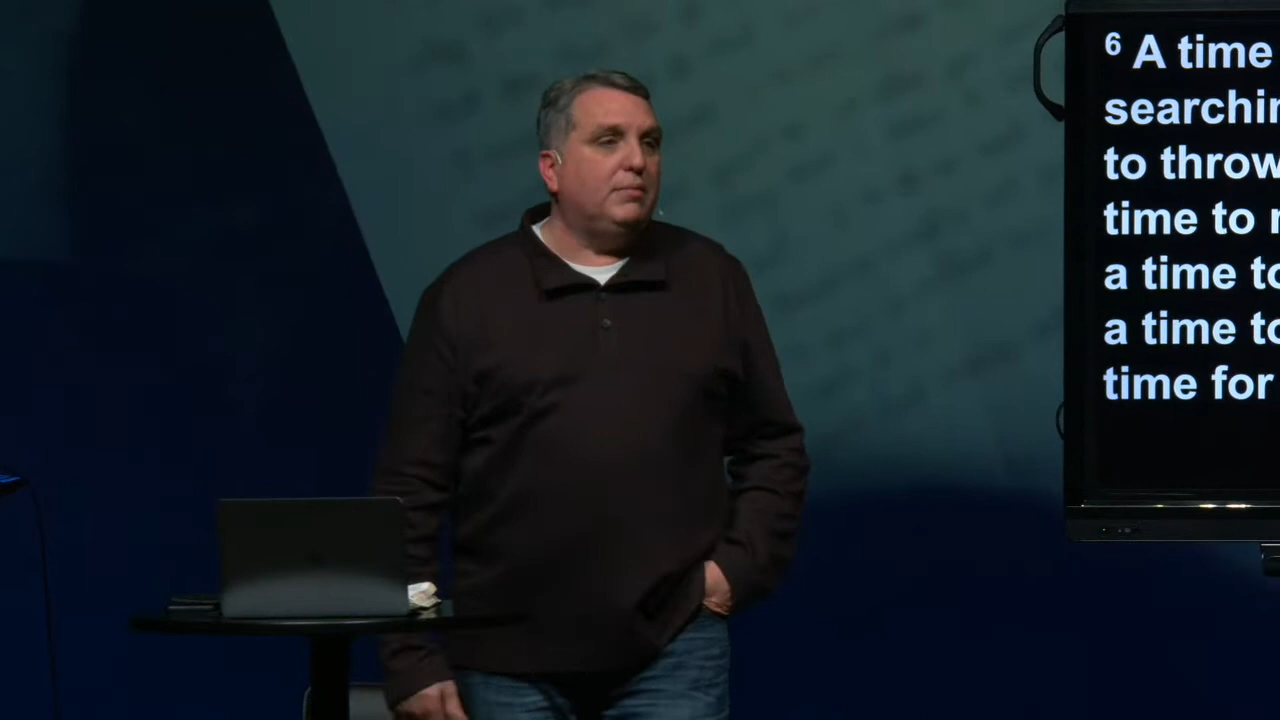 6 A time
searchin
to throw
time to
a time to
a time to
time for